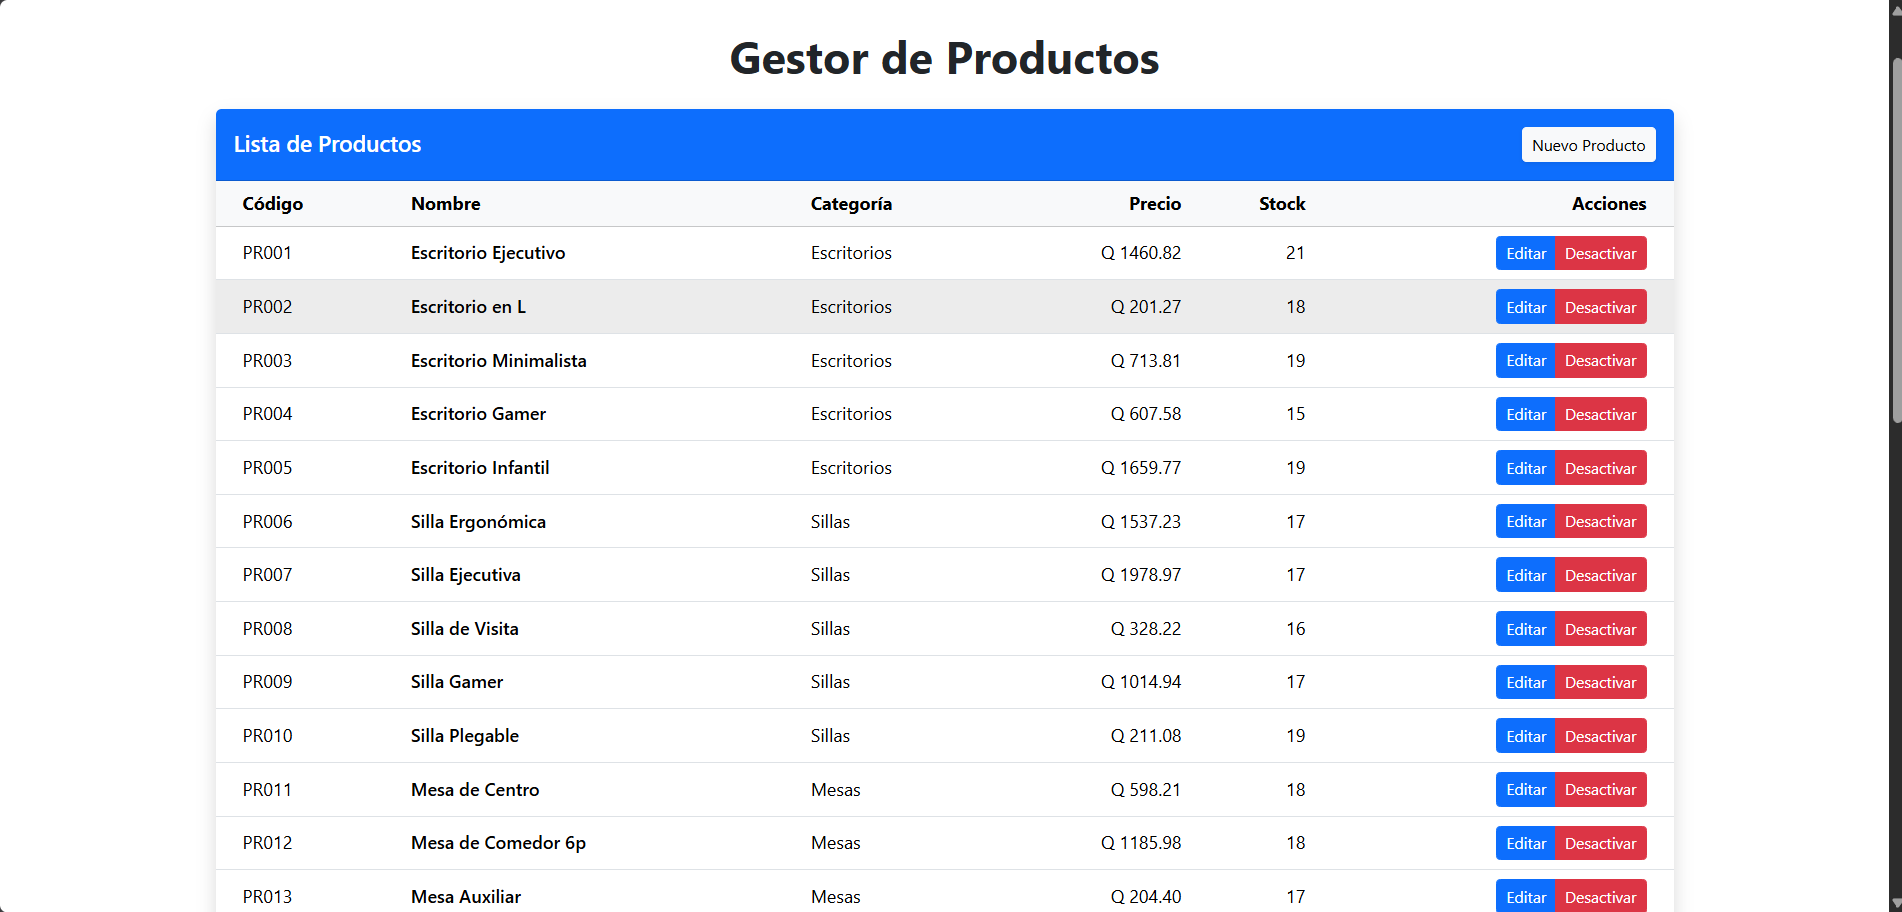 Gestor de Productos
Lista de Productos Nuevo Producto
Código Nombre Categoría Precio Stock Acciones
PR001 Escritorio Ejecutivo Escritorios Q 1460.82 21 Editar Desactivar
PR002 Escritorio en L Escritorios Q 201.27 18 Editar Desactivar
PR003 Escritorio Minimalista Escritorios Q 713.81 19 Editar Desactivar
PR004 Escritorio Gamer Escritorios Q 607.58 15 Editar Desactivar
PR005 Escritorio Infantil Escritorios Q 1659.77 19 Editar Desactivar
PR006 Silla Ergonómica Sillas Q 1537.23 17 Editar Desactivar
PR007 Silla Ejecutiva Sillas Q 1978.97 17 Editar Desactivar
PR008 Silla de Visita Sillas Q 328.22 16 Editar Desactivar
PR009 Silla Gamer Sillas Q 1014.94 17 Editar Desactivar
PR010 Silla Plegable Sillas Q 211.08 19 Editar Desactivar
PR011 Mesa de Centro Mesas Q 598.21 18 Editar Desactivar
PR012 Mesa de Comedor 6p Mesas Q 1185.98 18 Editar Desactivar
PR013 Mesa Auxiliar Mesas Q 204.40 17 Editar Desactivar